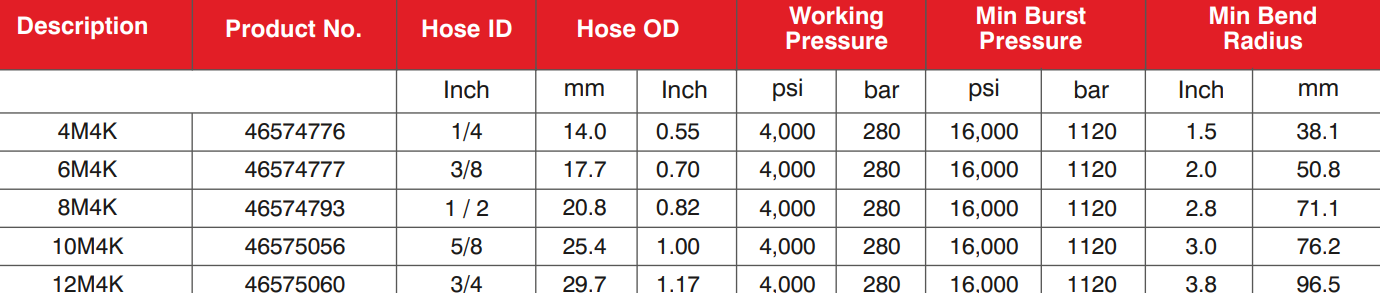 Description Product No. Hose ID Hose OD Working Pressure Min Burst Pressure Min Bend Radius
Inch mm Inch psi bar psi bar Inch mm
4M4K 46574776 1/4 14.0 0.55 4,000 280 16,000 1120 1.5 38.1
6M4K 46574777 3/8 17.7 0.70 4,000 280 16,000 1120 2.0 50.8
8M4K 46574793 1 / 2 20.8 0.82 4,000 280 16,000 1120 2.8 71.1
10M4K 46575056 5/8 25.4 1.00 4,000 280 16,000 1120 3.0 76.2
12M4K 46575060 3/4 29.7 1.17 4,000 280 16,000 1120 3.8 96.5